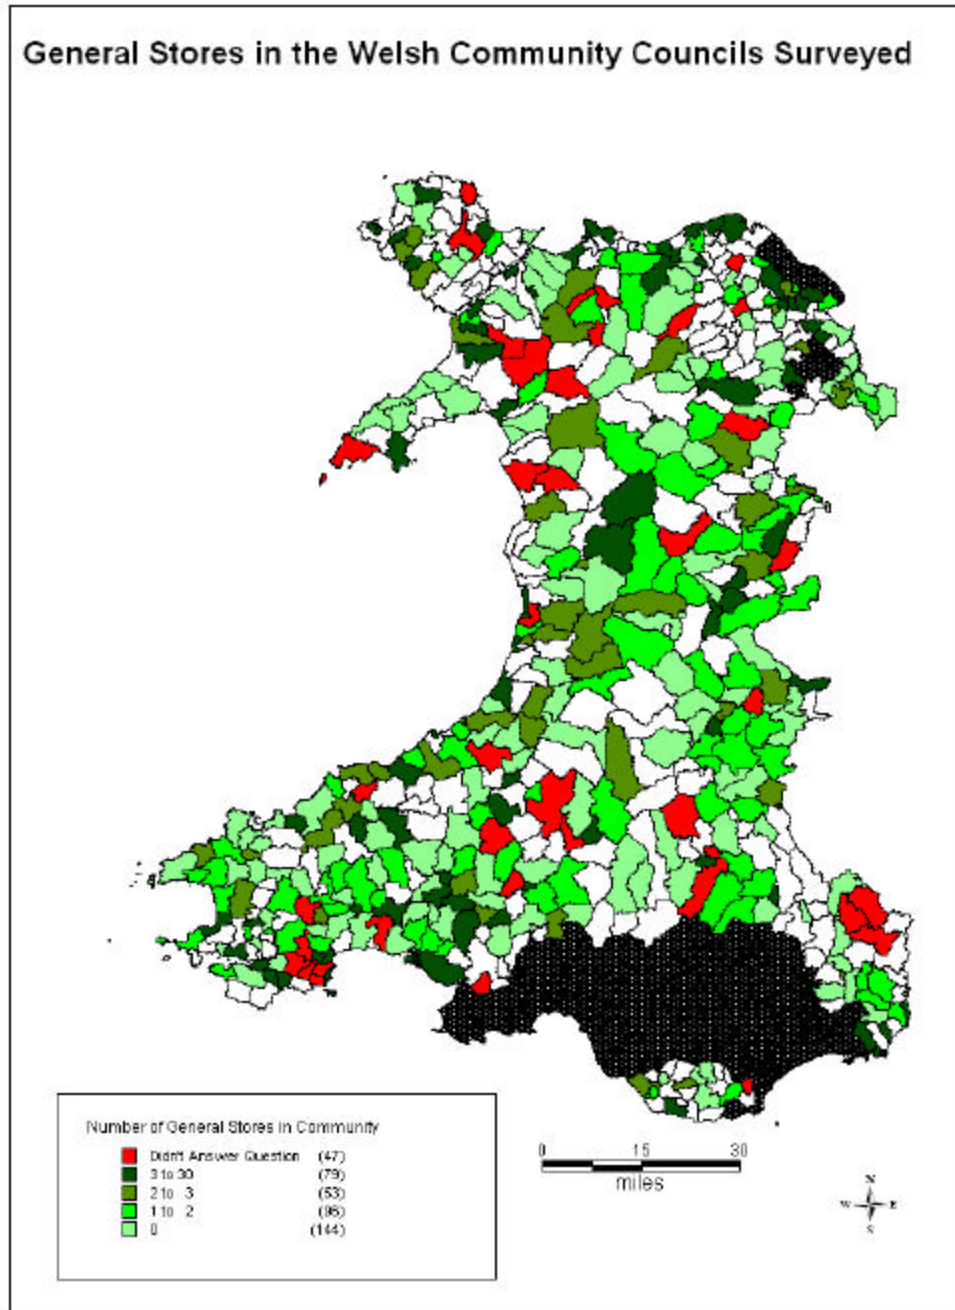 General Stores in the Welsh Community Councils Surveyed
Number of General Stores in Community
Didn't Answer Question (47)
3 to 30 (79)
2 to 3 (53)
1 to 2 (96)
0 (144)
0 15 30
miles
N
W E
S